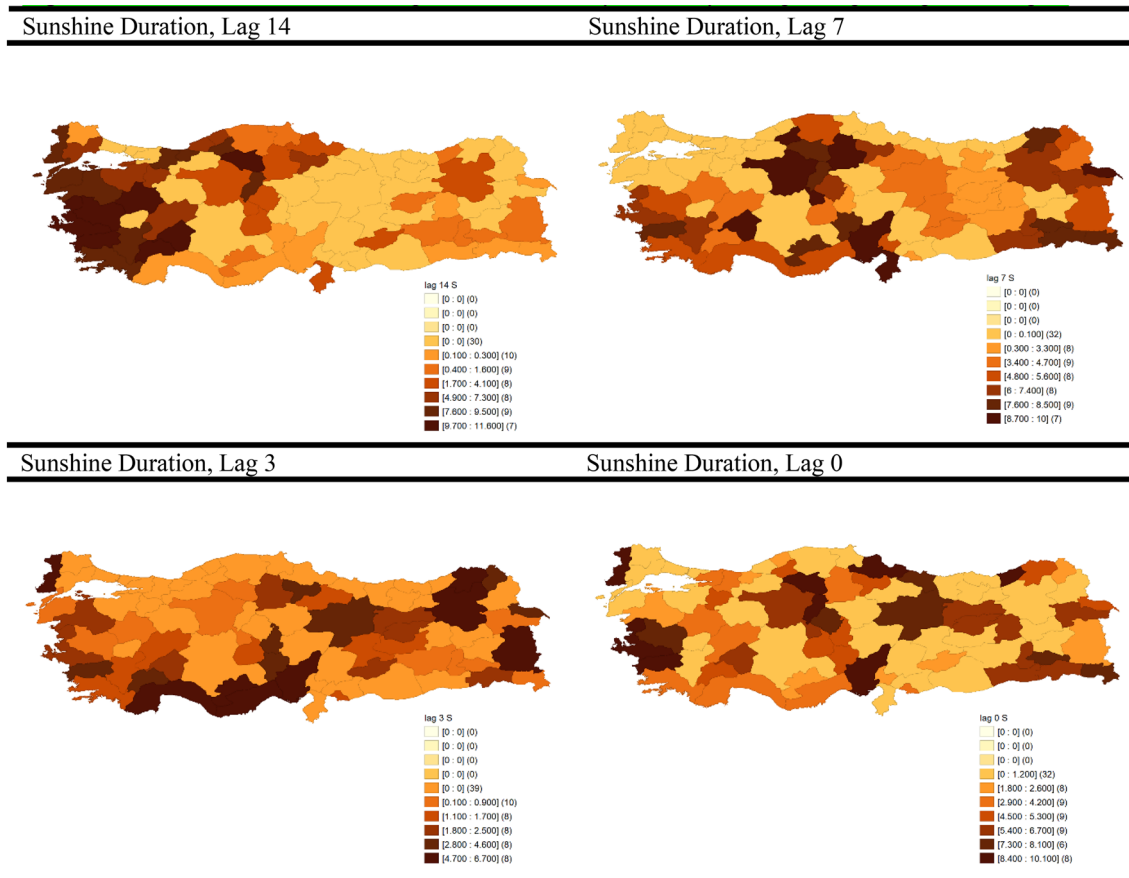 Sunshine Duration, Lag 14
Sunshine Duration, Lag 7
lag 14 S
[0 : 0] (0)
[0 : 0] (0)
[0 : 0] (0)
[0 : 0] (30)
[0.100 : 0.300] (10)
[0.400 : 1.600] (9)
[1.700 : 4.100] (8)
[4.900 : 7.300] (8)
[7.600 : 9.500] (9)
[9.700 : 11.600] (7)
lag 7 S
[0 : 0] (0)
[0 : 0] (0)
[0 : 0] (0)
[0 : 0.100] (32)
[0.300 : 3.300] (8)
[3.400 : 4.700] (9)
[4.800 : 5.600] (8)
[6 : 7.400] (8)
[7.600 : 8.500] (9)
[8.700 : 10] (7)
Sunshine Duration, Lag 3
Sunshine Duration, Lag 0
lag 3 S
[0 : 0] (0)
[0 : 0] (0)
[0 : 0] (0)
[0 : 0] (0)
[0 : 0] (39)
[0.100 : 0.900] (10)
[1.100 : 1.700] (8)
[1.800 : 2.500] (8)
[2.800 : 4.600] (8)
[4.700 : 6.700] (8)
lag 0 S
[0 : 0] (0)
[0 : 0] (0)
[0 : 0] (0)
[0 : 1.200] (32)
[1.800 : 2.600] (8)
[2.900 : 4.200] (9)
[4.500 : 5.300] (9)
[5.400 : 6.700] (9)
[7.300 : 8.100] (6)
[8.400 : 10.100] (8)